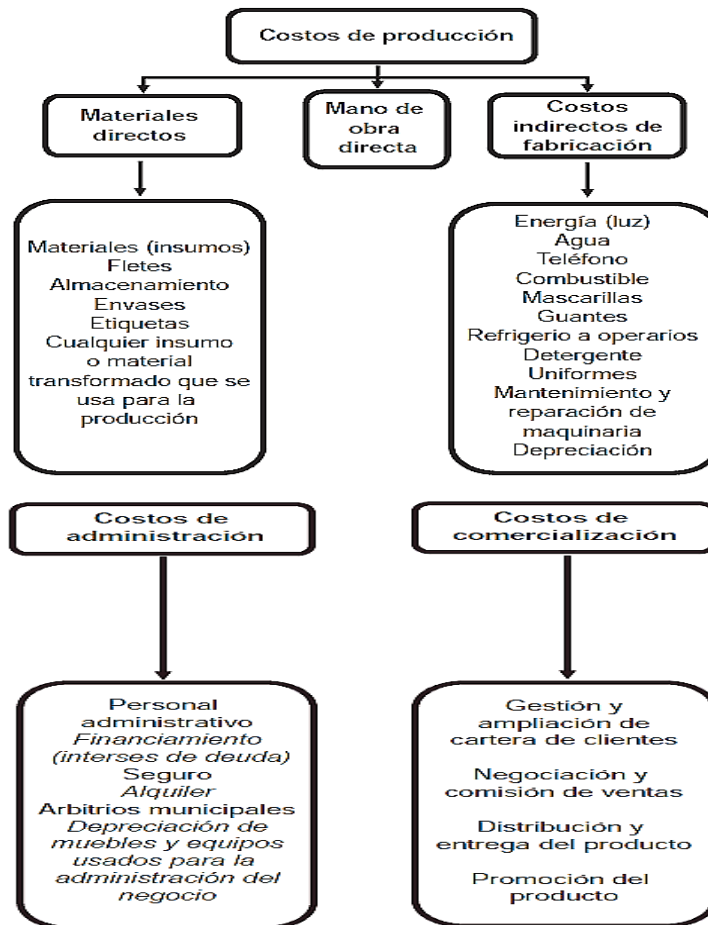 Costos de producción
Materiales
directos
Mano de
obra
directa
Costos
indirectos de
fabricación
Materiales (insumos)
Fletes
Almacenamiento
Envases
Etiquetas
Cualquier insumo
o material
transformado que se
usa para la
producción
Energía (luz)
Agua
Teléfono
Combustible
Mascarillas
Guantes
Refrigerio a operarios
Detergente
Uniformes
Mantenimiento y
reparación de
maquinaria
Depreciación
Costos de
administración
Costos de
comercialización
Personal
administrativo
Financiamiento
(interses de deuda)
Seguro
Alquiler
Arbitrios municipales
Depreciación de
muebles y equipos
usados para la
administración del
negocio
Gestión y
ampliación de
cartera de clientes
Negociación y
comisión de ventas
Distribución y
entrega del producto
Promoción del
producto